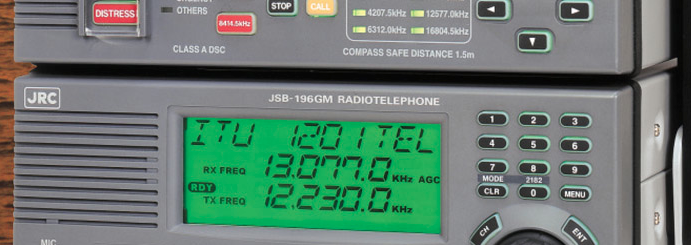 OTHERS
DISTRESS
8414.5kHz
STOP
CALL
4207.5kHz 12577.0kHz
6312.0kHz 16804.5kHz
CLASS A DSC
COMPASS SAFE DISTANCE 1.5m
JRC
JSB-196GM RADIOTELEPHONE
ITU 1201TEL
RX FREQ 13,077.0 KHz AGC
RDY
TX FREQ 12,230.0 KHz
1 2 3
4 5 6
7 8 9
MODE 2182
CLR 0 MENU
CH
ENT
MIC